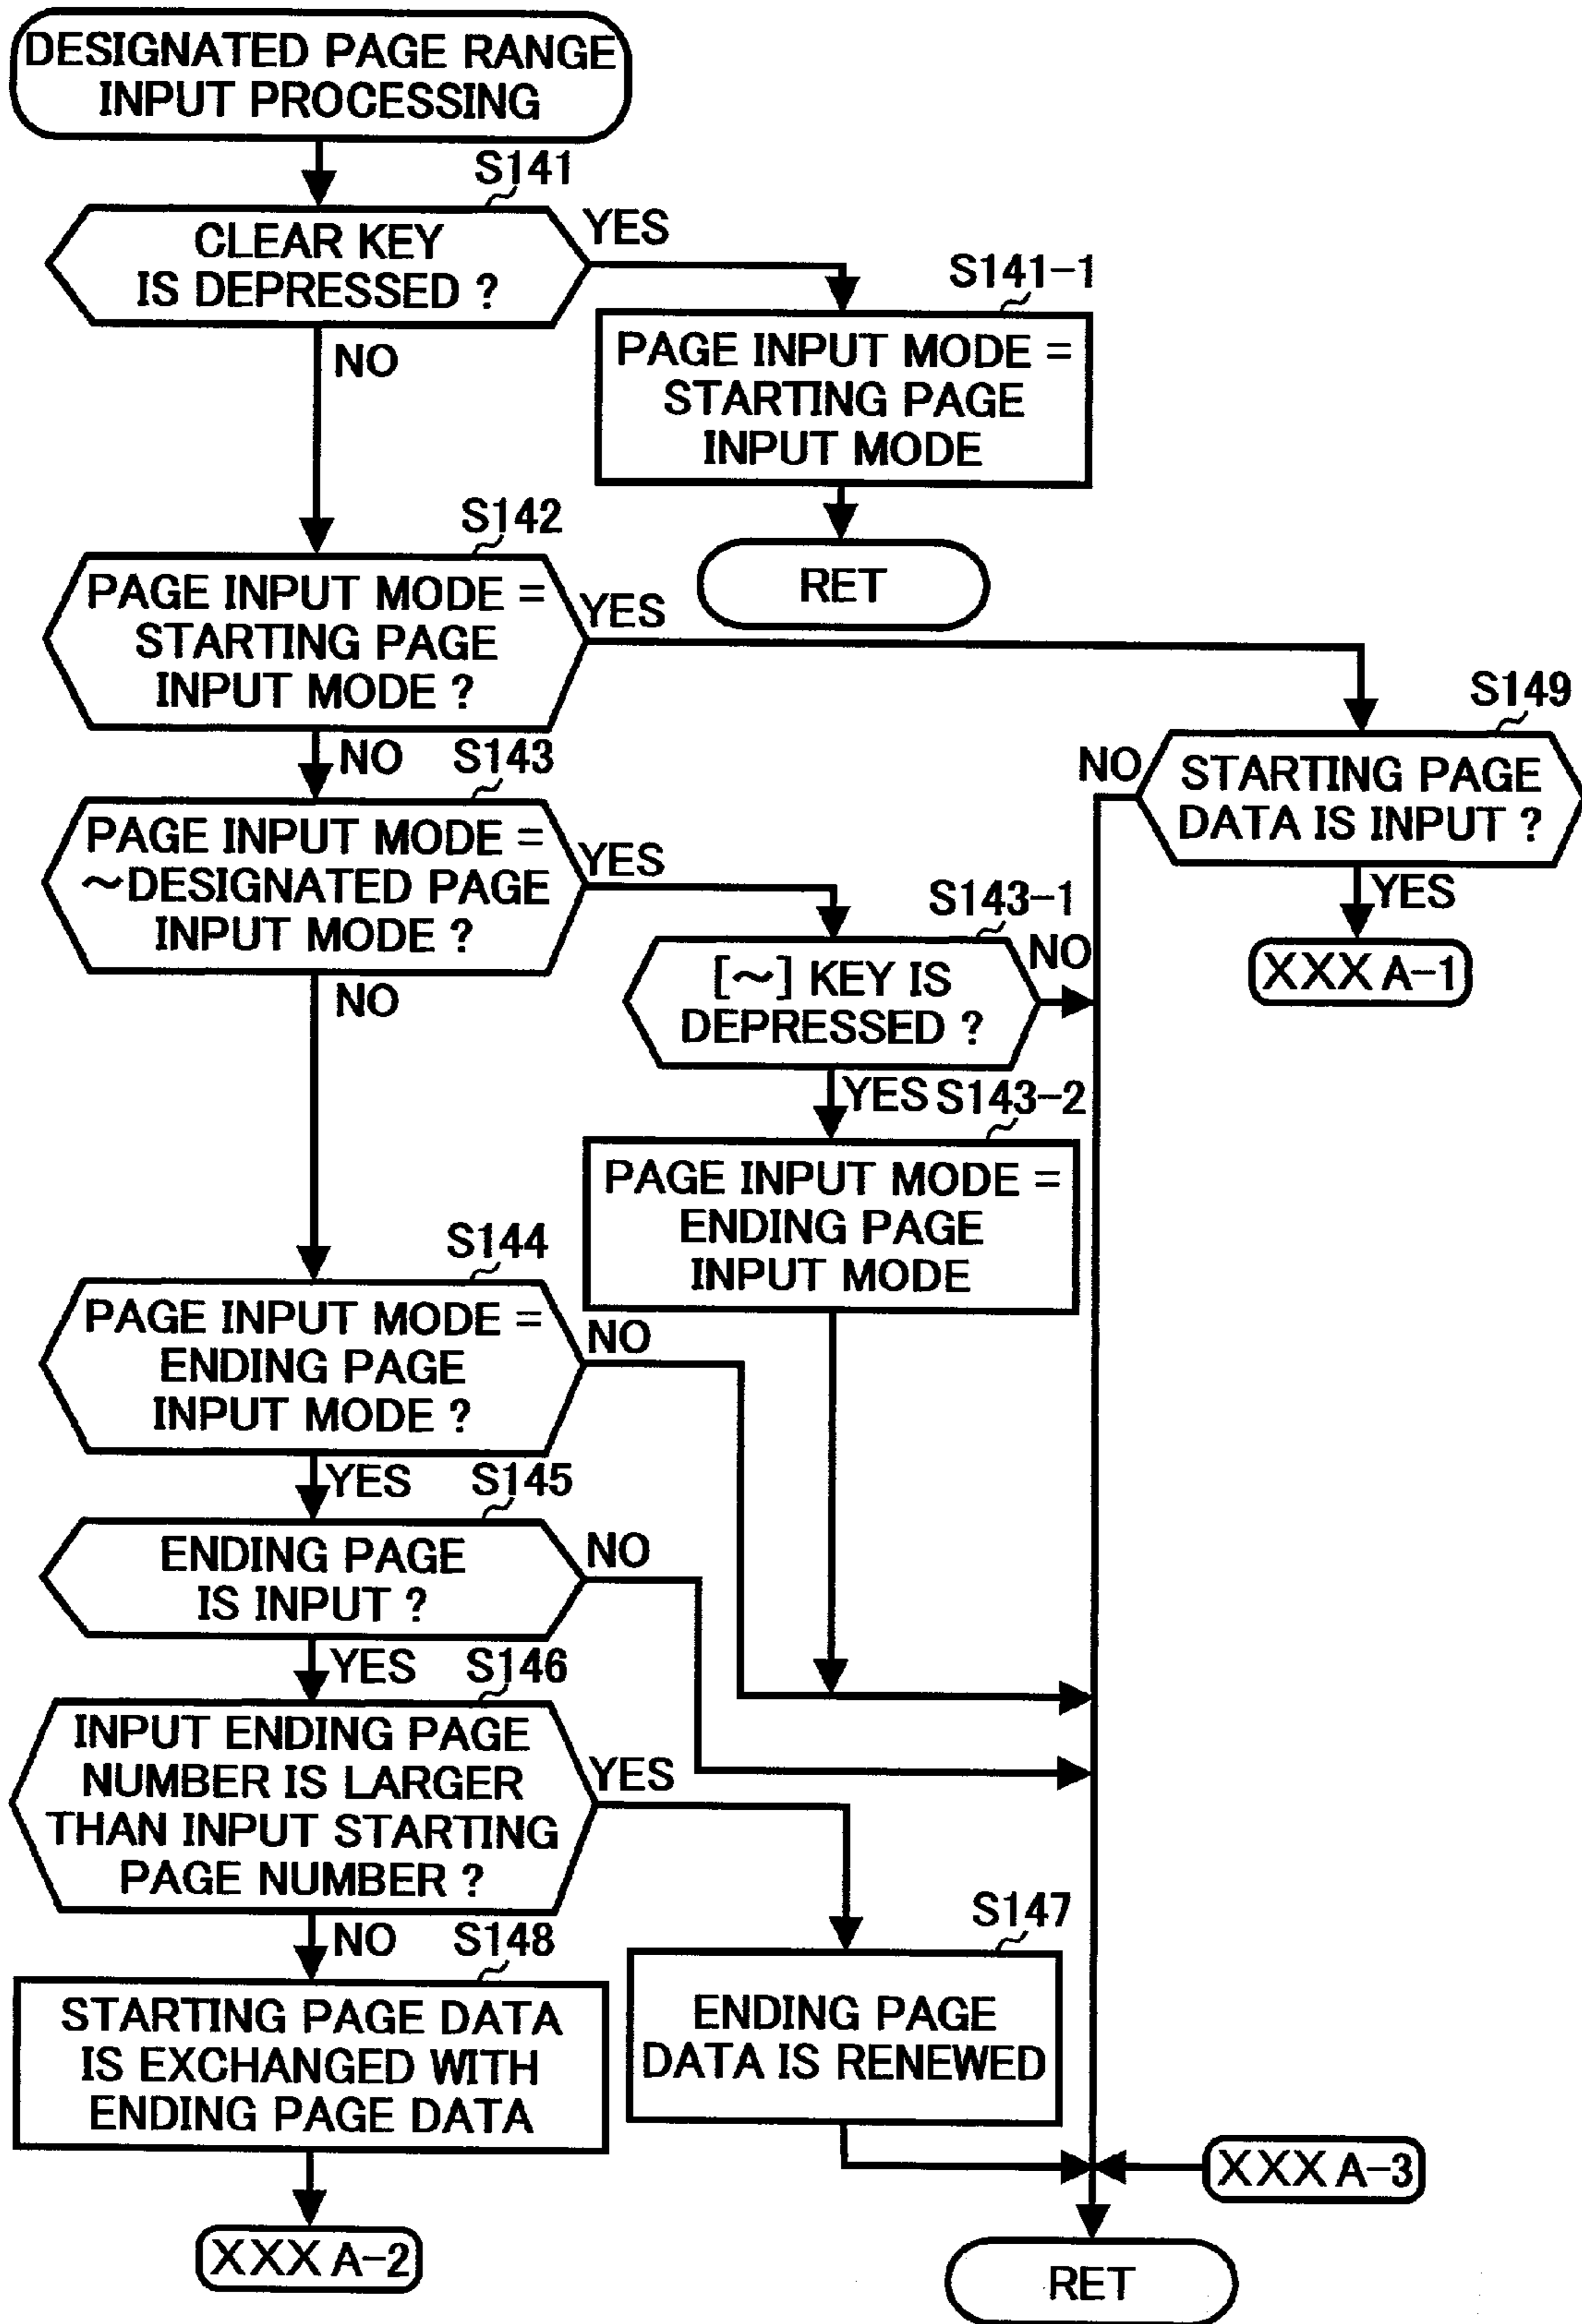 DESIGNATED PAGE RANGE
INPUT PROCESSING
S141
CLEAR KEY
IS DEPRESSED ?
YES
NO
S141-1
PAGE INPUT MODE =
STARTING PAGE
INPUT MODE
RET
S142
PAGE INPUT MODE =
STARTING PAGE
INPUT MODE ?
YES
NO
S149
STARTING PAGE
DATA IS INPUT ?
NO
YES
XXX A-1
S143
PAGE INPUT MODE =
~DESIGNATED PAGE
INPUT MODE ?
YES
NO
S143-1
[~] KEY IS
DEPRESSED ?
NO
YES
S143-2
PAGE INPUT MODE =
ENDING PAGE
INPUT MODE
S144
PAGE INPUT MODE =
ENDING PAGE
INPUT MODE ?
NO
YES
S145
ENDING PAGE
IS INPUT ?
NO
YES
S146
INPUT ENDING PAGE
NUMBER IS LARGER
THAN INPUT STARTING
PAGE NUMBER ?
YES
NO
S147
ENDING PAGE
DATA IS RENEWED
S148
STARTING PAGE DATA
IS EXCHANGED WITH
ENDING PAGE DATA
XXX A-2
XXX A-3
RET